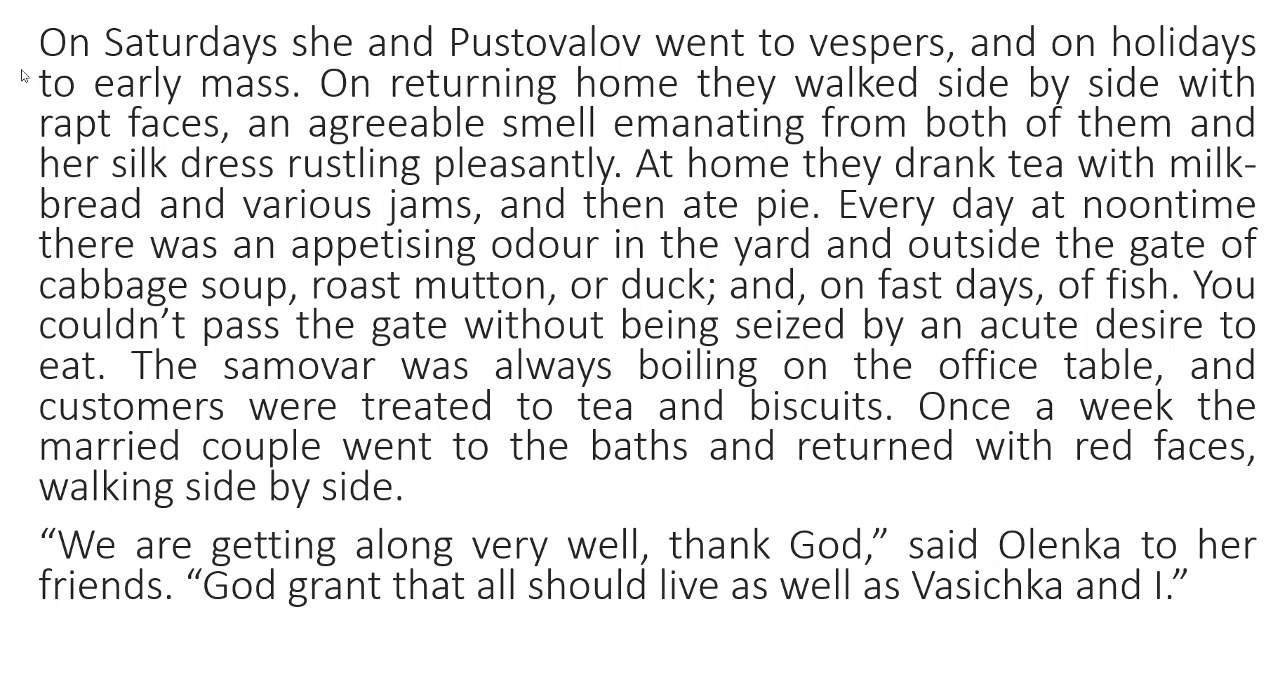 On Saturdays she and Pustovalov went to vespers, and on holidays
to early mass. On returning home they walked side by side with
rapt faces, an agreeable smell emanating from both of them and
her silk dress rustling pleasantly. At home they drank tea with milk-
bread and various jams, and then ate pie. Every day at noontime
there was an appetising odour in the yard and outside the gate of
cabbage soup, roast mutton, or duck; and, on fast days, of fish. You
couldn’t pass the gate without being seized by an acute desire to
eat. The samovar was always boiling on the office table, and
customers were treated to tea and biscuits. Once a week the
married couple went to the baths and returned with red faces,
walking side by side.
“We are getting along very well, thank God,” said Olenka to her
friends. “God grant that all should live as well as Vasichka and I.”